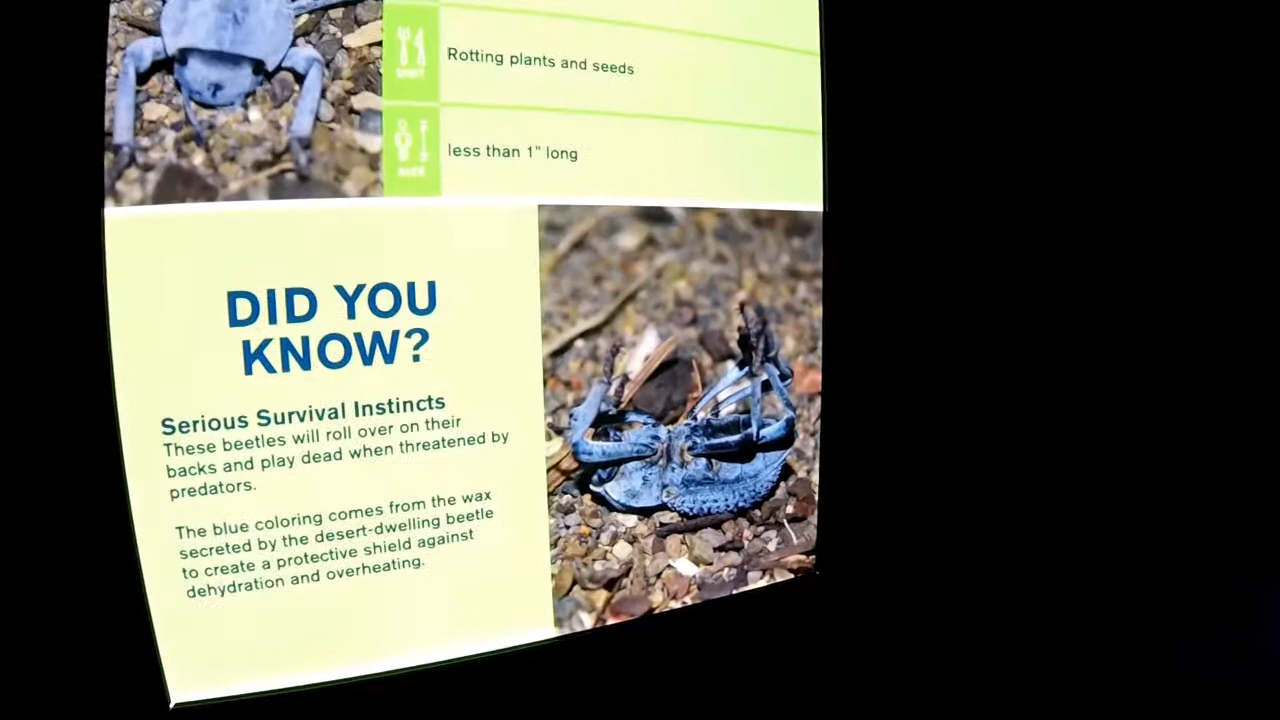 DIET
Rotting plants and seeds
SIZE
less than 1" long
DID YOU
KNOW?
Serious Survival Instincts
These beetles will roll over on their
backs and play dead when threatened by
predators.
The blue coloring comes from the wax
secreted by the desert-dwelling beetle
to create a protective shield against
dehydration and overheating.